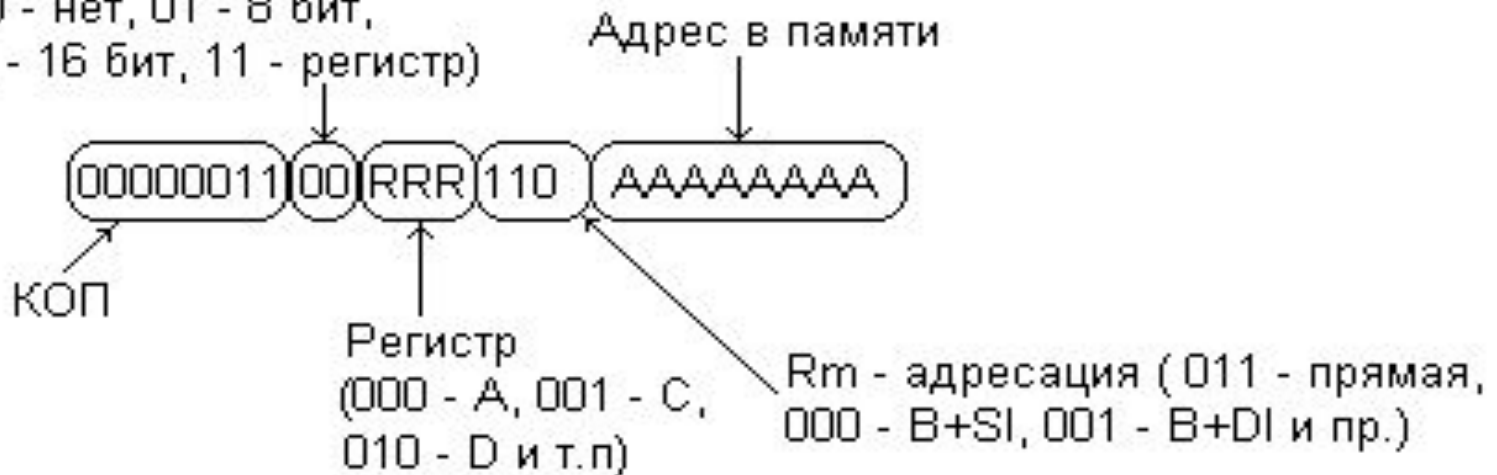 - нет, 01 - 8 бит,
- 16 бит, 11 - регистр)
Адрес в памяти
00000011 00 RRR 110 AAAAAAAA
КОП
Регистр
(000 - A, 001 - C,
010 - D и т.п)
Rm - адресация ( 011 - прямая,
000 - B+SI, 001 - B+DI и пр.)